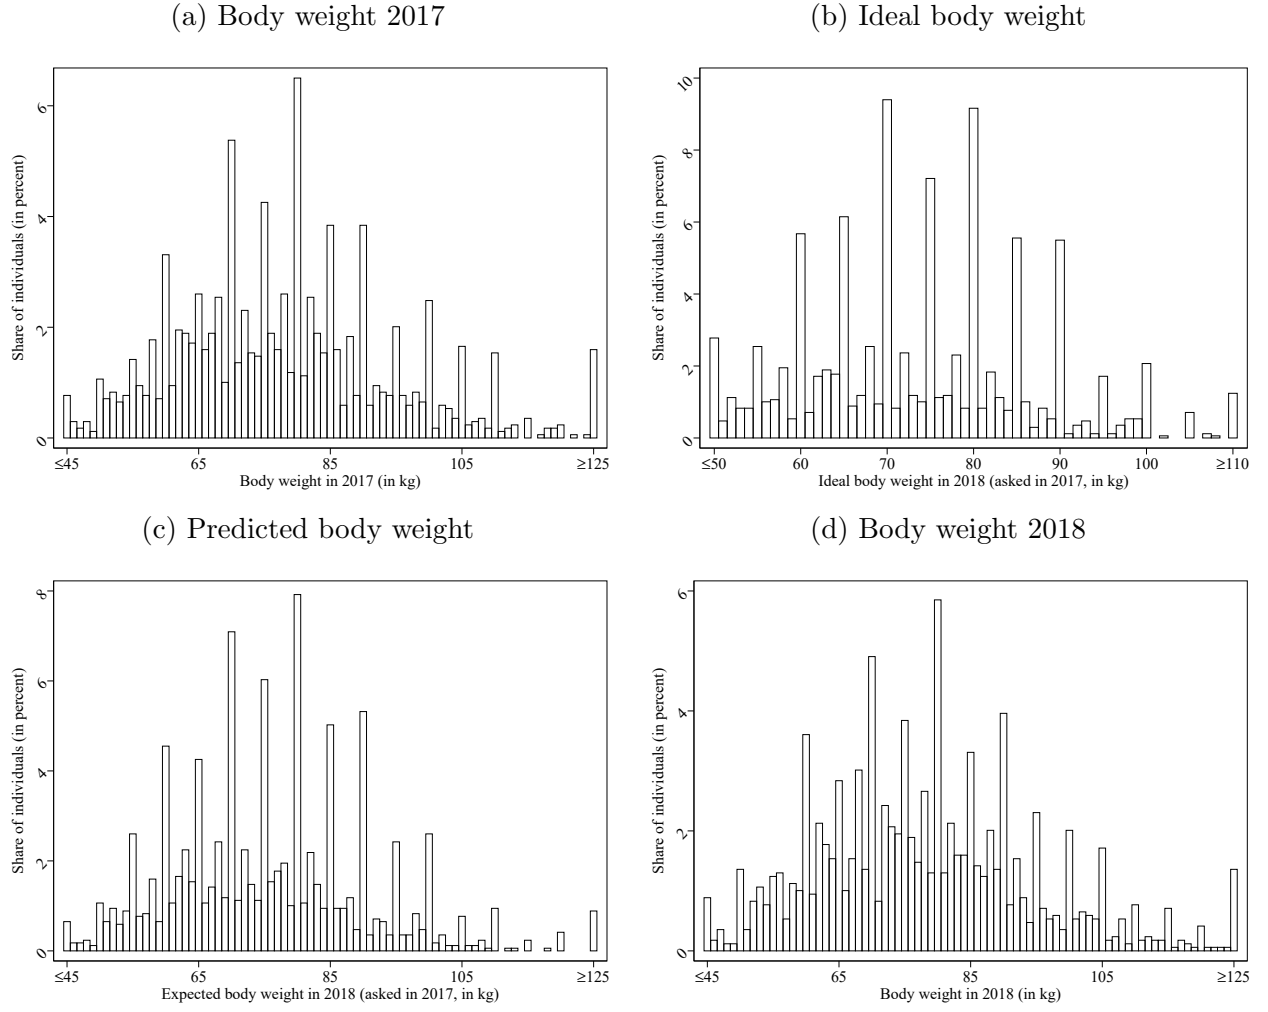 (a) Body weight 2017
Share of individuals (in percent)
6
4
2
0
≤45 65 85 105 ≥125
Body weight in 2017 (in kg)
(b) Ideal body weight
Share of individuals (in percent)
10
8
6
4
2
0
≤50 60 70 80 90 100 ≥110
Ideal body weight in 2018 (asked in 2017, in kg)
(c) Predicted body weight
Share of individuals (in percent)
8
6
4
2
0
≤45 65 85 105 ≥125
Expected body weight in 2018 (asked in 2017, in kg)
(d) Body weight 2018
Share of individuals (in percent)
6
4
2
0
≤45 65 85 105 ≥125
Body weight in 2018 (in kg)